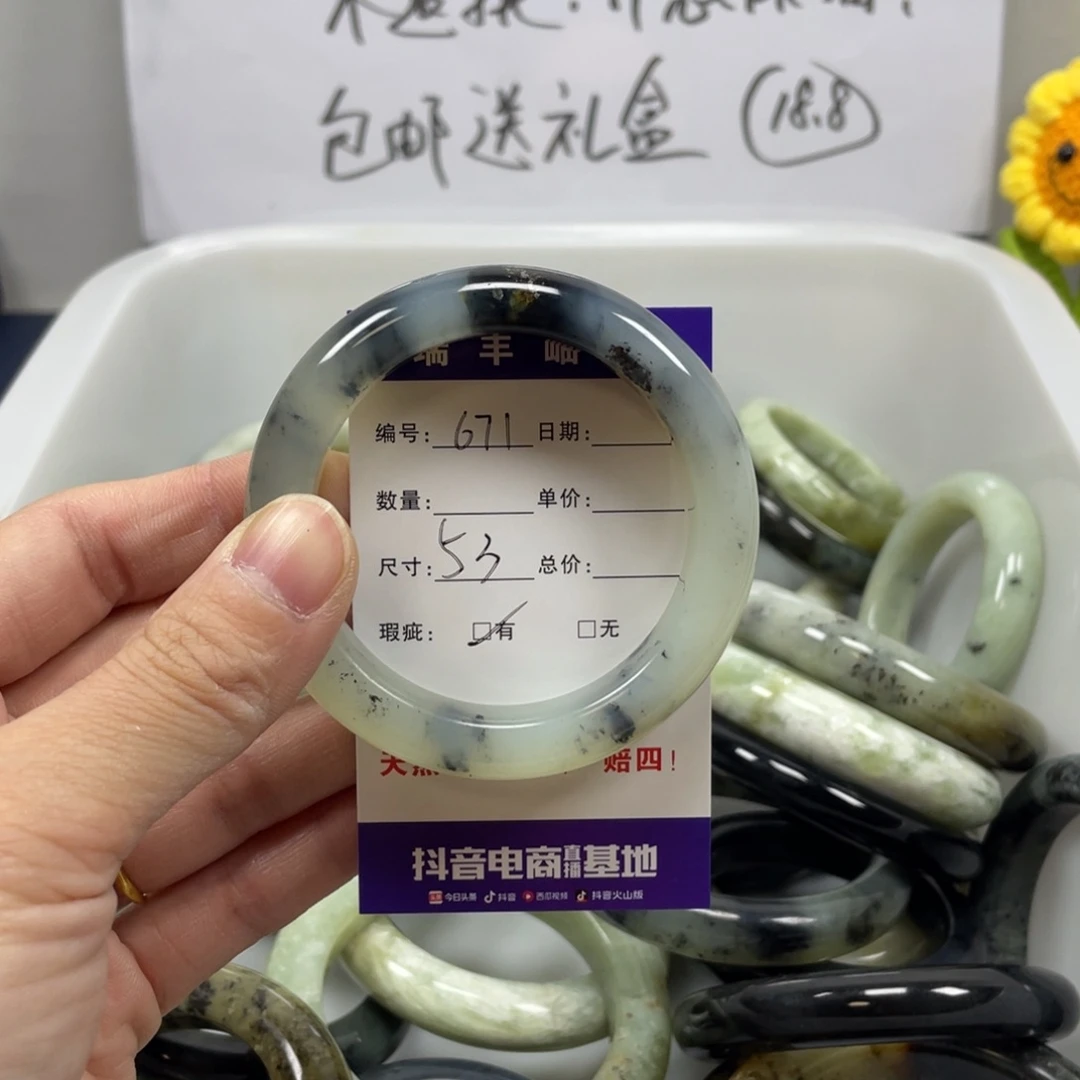 包邮送礼盒 18.8
瑞丰
编号: 671 日期:
数量: 单价:
尺寸: 53 总价:
瑕疵: □有 □无
赔四!
抖音电商直播基地
今日头条 抖音 西瓜视频 抖音火山版